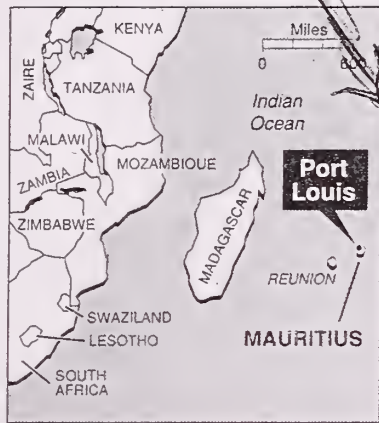 KENYA
Miles
0 600
ZAIRE
TANZANIA
Indian
Ocean
MALAWI
MOZAMBIQUE
ZAMBIA
Port
Louis
ZIMBABWE
MADAGASCAR
REUNION
MAURITIUS
SWAZILAND
LESOTHO
SOUTH
AFRICA